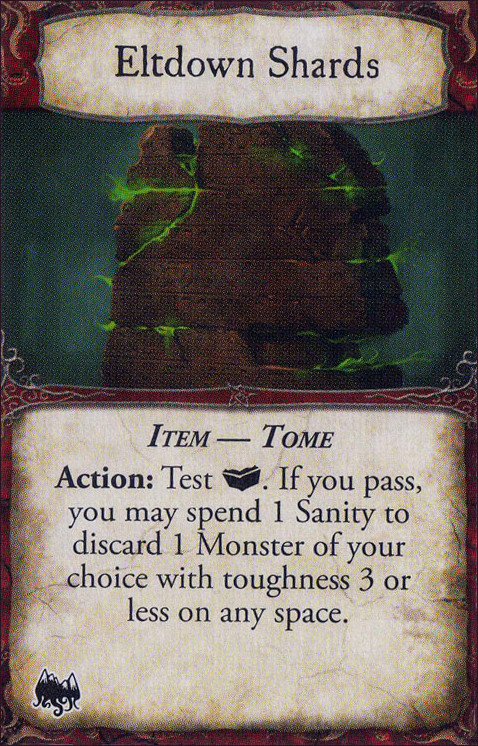 Eltdown Shards
Item — Tome
Action: Test . If you pass,
you may spend 1 Sanity to
discard 1 Monster of your
choice with toughness 3 or
less on any space.